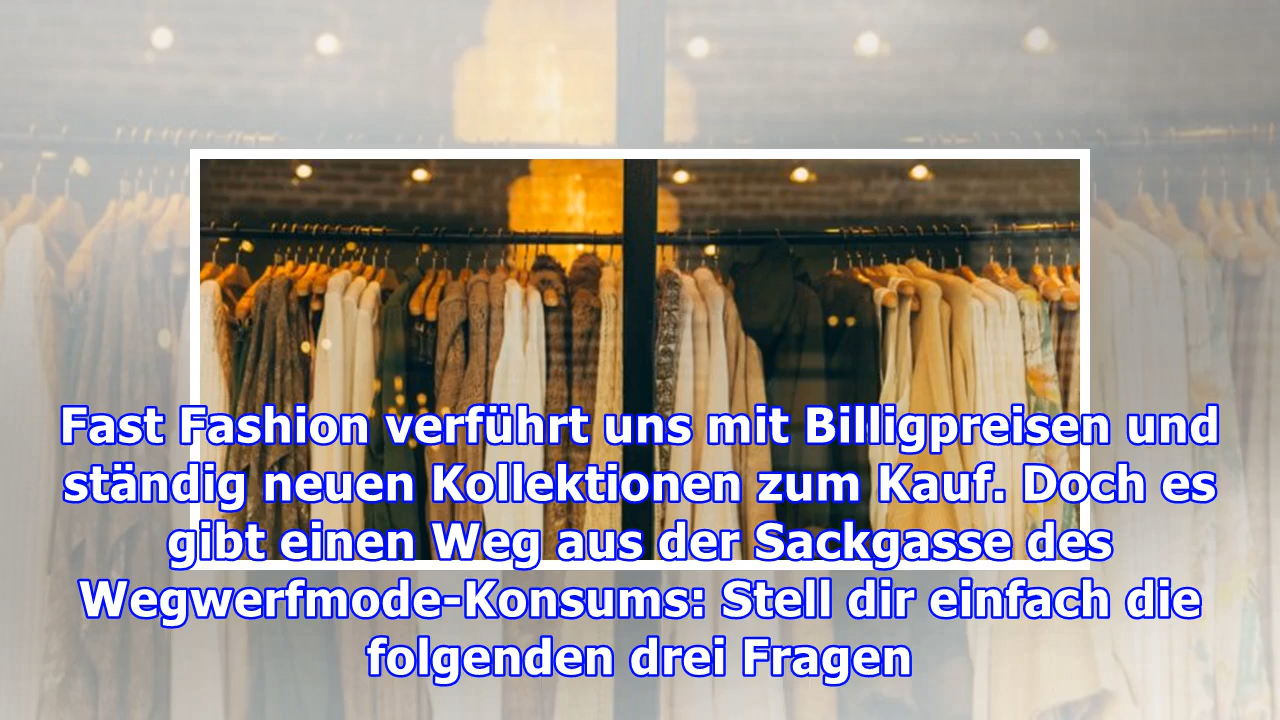 Fast Fashion verführt uns mit Billigpreisen und
ständig neuen Kollektionen zum Kauf. Doch es
gibt einen Weg aus der Sackgasse des
Wegwerfmode-Konsums: Stell dir einfach die
folgenden drei Fragen